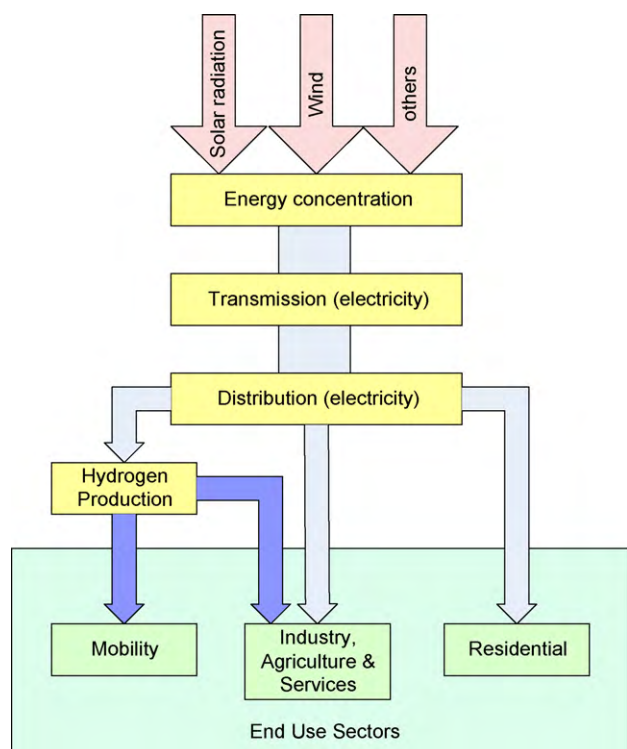 Solar radiation
Wind
others
Energy concentration
Transmission (electricity)
Distribution (electricity)
Hydrogen
Production
Mobility
Industry,
Agriculture &
Services
Residential
End Use Sectors